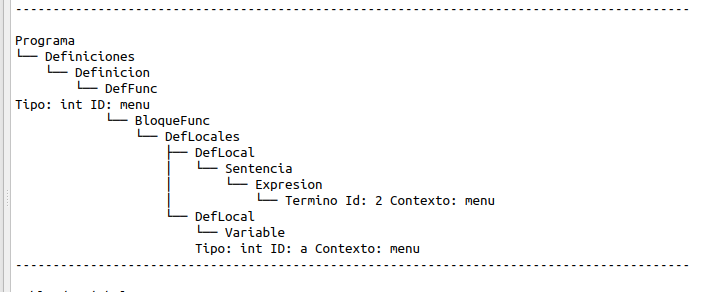 ------------------------------------------------------------------------------------------
Programa
└── Definiciones
    └── Definicion
        └── DefFunc
Tipo: int ID: menu
            └── BloqueFunc
                └── DefLocales
                    ├── DefLocal
                    │   └── Sentencia
                    │       └── Expresion
                    │           └── Termino Id: 2 Contexto: menu
                    └── DefLocal
                        └── Variable
                        Tipo: int ID: a Contexto: menu
------------------------------------------------------------------------------------------